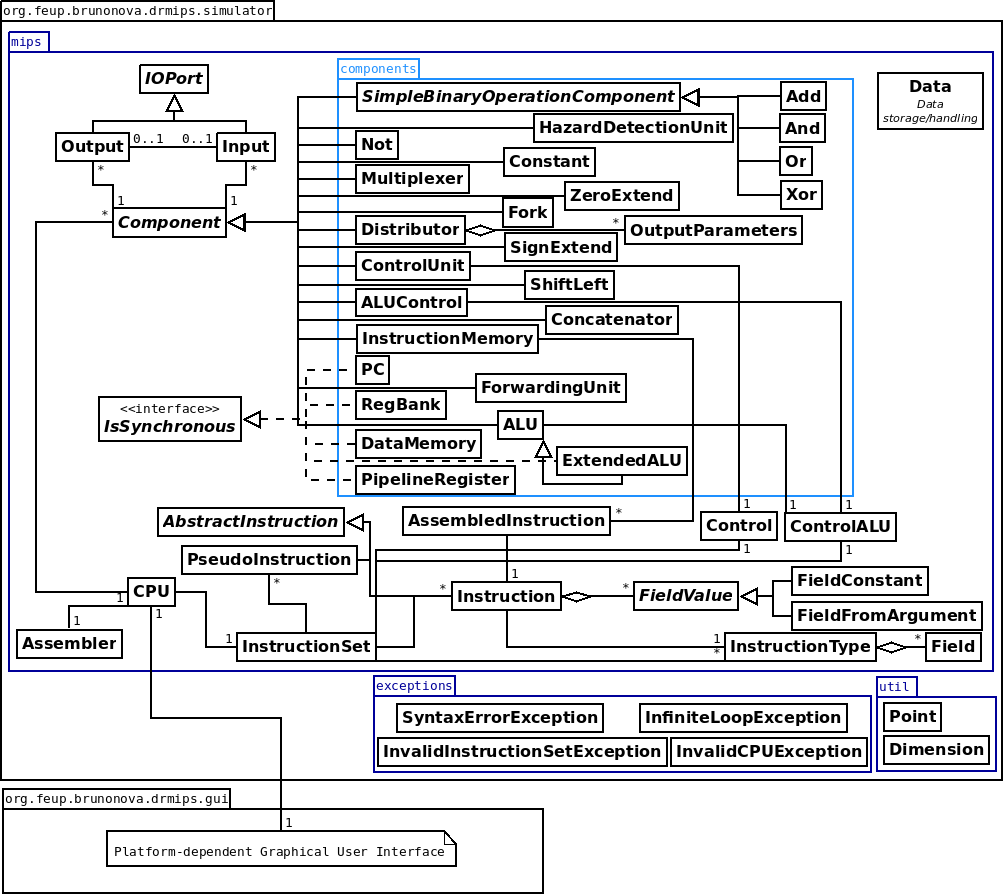 org.feup.brunonova.drmips.simulator
mips
components
IOPort
SimpleBinaryOperationComponent
Add
Data
Data
storage/handling
HazardDetectionUnit
And
Output
0..1
0..1
Input
Not
Constant
Or
*
*
Multiplexer
ZeroExtend
Xor
1
1
Fork
*
Component
*
Distributor
OutputParameters
SignExtend
ControlUnit
ShiftLeft
ALUControl
Concatenator
InstructionMemory
PC
ForwardingUnit
<<interface>>
IsSynchronous
RegBank
ALU
DataMemory
ExtendedALU
PipelineRegister
1
1
1
AbstractInstruction
AssembledInstruction
*
Control
ControlALU
1
1
PseudoInstruction
*
1
CPU
1
1
*
Instruction
*
FieldValue
FieldConstant
FieldFromArgument
1
Assembler
1
InstructionSet
1
*
InstructionType
*
Field
exceptions
SyntaxErrorException
InfiniteLoopException
InvalidInstructionSetException
InvalidCPUException
util
Point
Dimension
org.feup.brunonova.drmips.gui
1
Platform-dependent Graphical User Interface